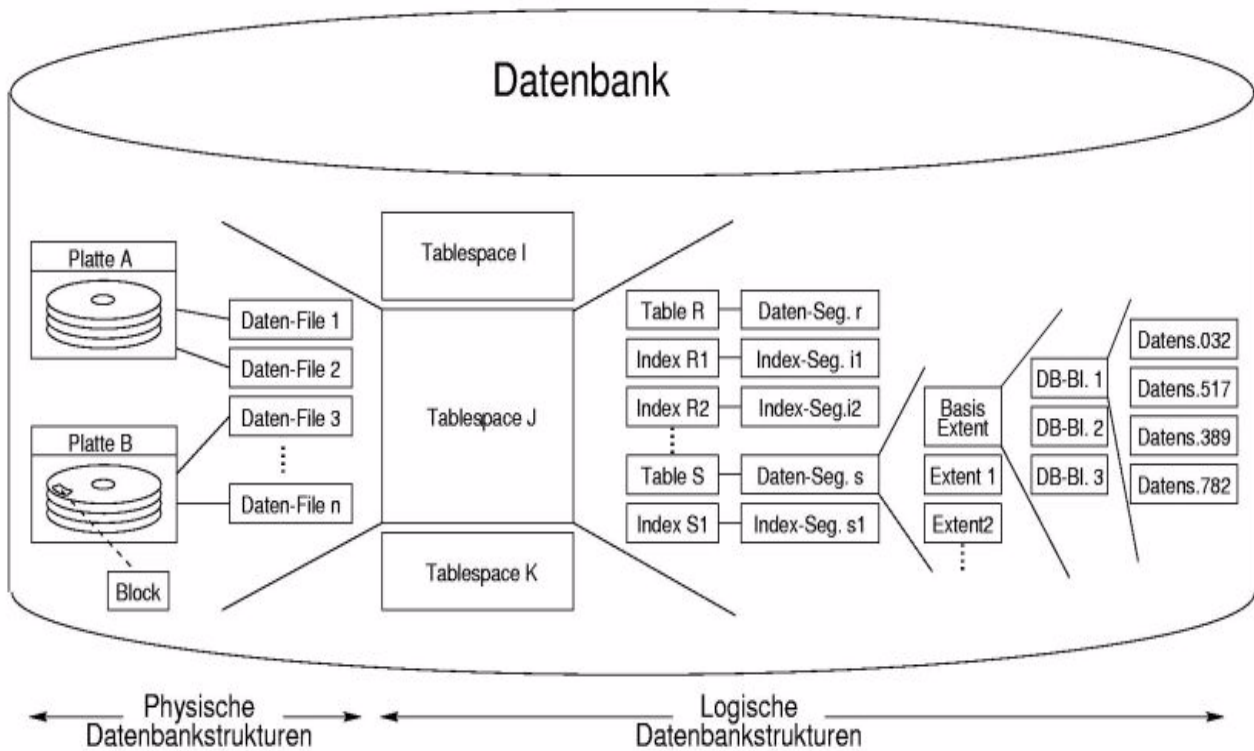 Datenbank
Platte A
Daten-File 1
Daten-File 2
Daten-File 3
Platte B
Daten-File n
Block
Tablespace I
Tablespace J
Tablespace K
Table R
Daten-Seg. r
Index R1
Index-Seg. i1
Index R2
Index-Seg.i2
Table S
Daten-Seg. s
Index S1
Index-Seg. s1
Basis
Extent
Extent 1
Extent2
DB-Bl. 1
DB-Bl. 2
DB-Bl. 3
Datens.032
Datens.517
Datens.389
Datens.782
Physische
Datenbankstrukturen
Logische
Datenbankstrukturen